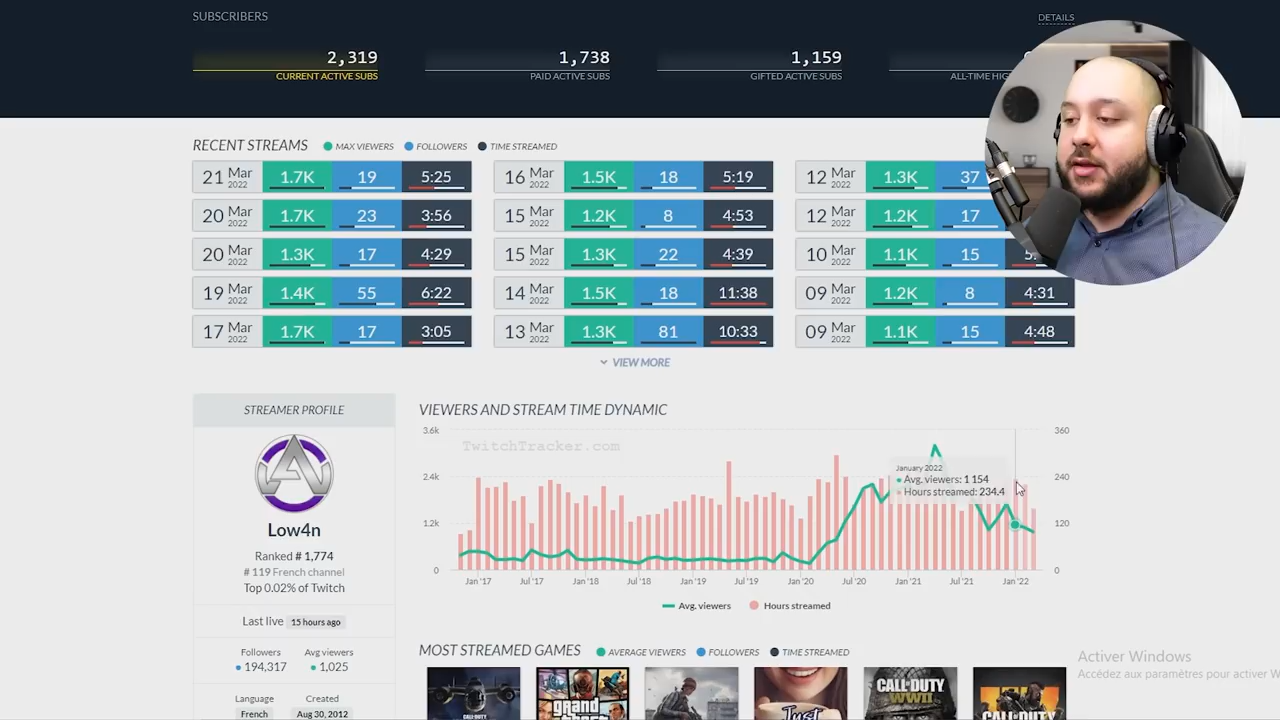 SUBSCRIBERS
DETAILS
2,319
CURRENT ACTIVE SUBS
1,738
PAID ACTIVE SUBS
1,159
GIFTED ACTIVE SUBS
RECENT STREAMS MAX VIEWERS FOLLOWERS TIME STREAMED
21 Mar 2022 1.7K 19 5:25
16 Mar 2022 1.5K 18 5:19
12 Mar 2022 1.3K 37
20 Mar 2022 1.7K 23 3:56
15 Mar 2022 1.2K 8 4:53
12 Mar 2022 1.2K 17
20 Mar 2022 1.3K 17 4:29
15 Mar 2022 1.3K 22 4:39
10 Mar 2022 1.1K 15
19 Mar 2022 1.4K 55 6:22
14 Mar 2022 1.5K 18 11:38
09 Mar 2022 1.2K 8 4:31
17 Mar 2022 1.7K 17 3:05
13 Mar 2022 1.3K 81 10:33
09 Mar 2022 1.1K 15 4:48
VIEW MORE
STREAMER PROFILE
Low4n
Ranked # 1,774
# 119 French channel
Top 0.02% of Twitch
Last live 15 hours ago
Followers Avg viewers
194,317 1,025
Language Created
French Aug 30, 2012
VIEWERS AND STREAM TIME DYNAMIC
TwitchTracker.com
3.6k 360
2.4k 240
1.2k 120
0 0
January 2022
Avg. viewers: 1 154
Hours streamed: 234.4
Jan '17 Jul '17 Jan '18 Jul '18 Jan '19 Jul '19 Jan '20 Jul '20 Jan '21 Jul '21 Jan '22
Avg. viewers Hours streamed
MOST STREAMED GAMES AVERAGE VIEWERS FOLLOWERS TIME STREAMED
grand
Just
CALL OF DUTY
WWII
CALL OF DUTY
Activer Windows
Accédez aux paramètres pour activer